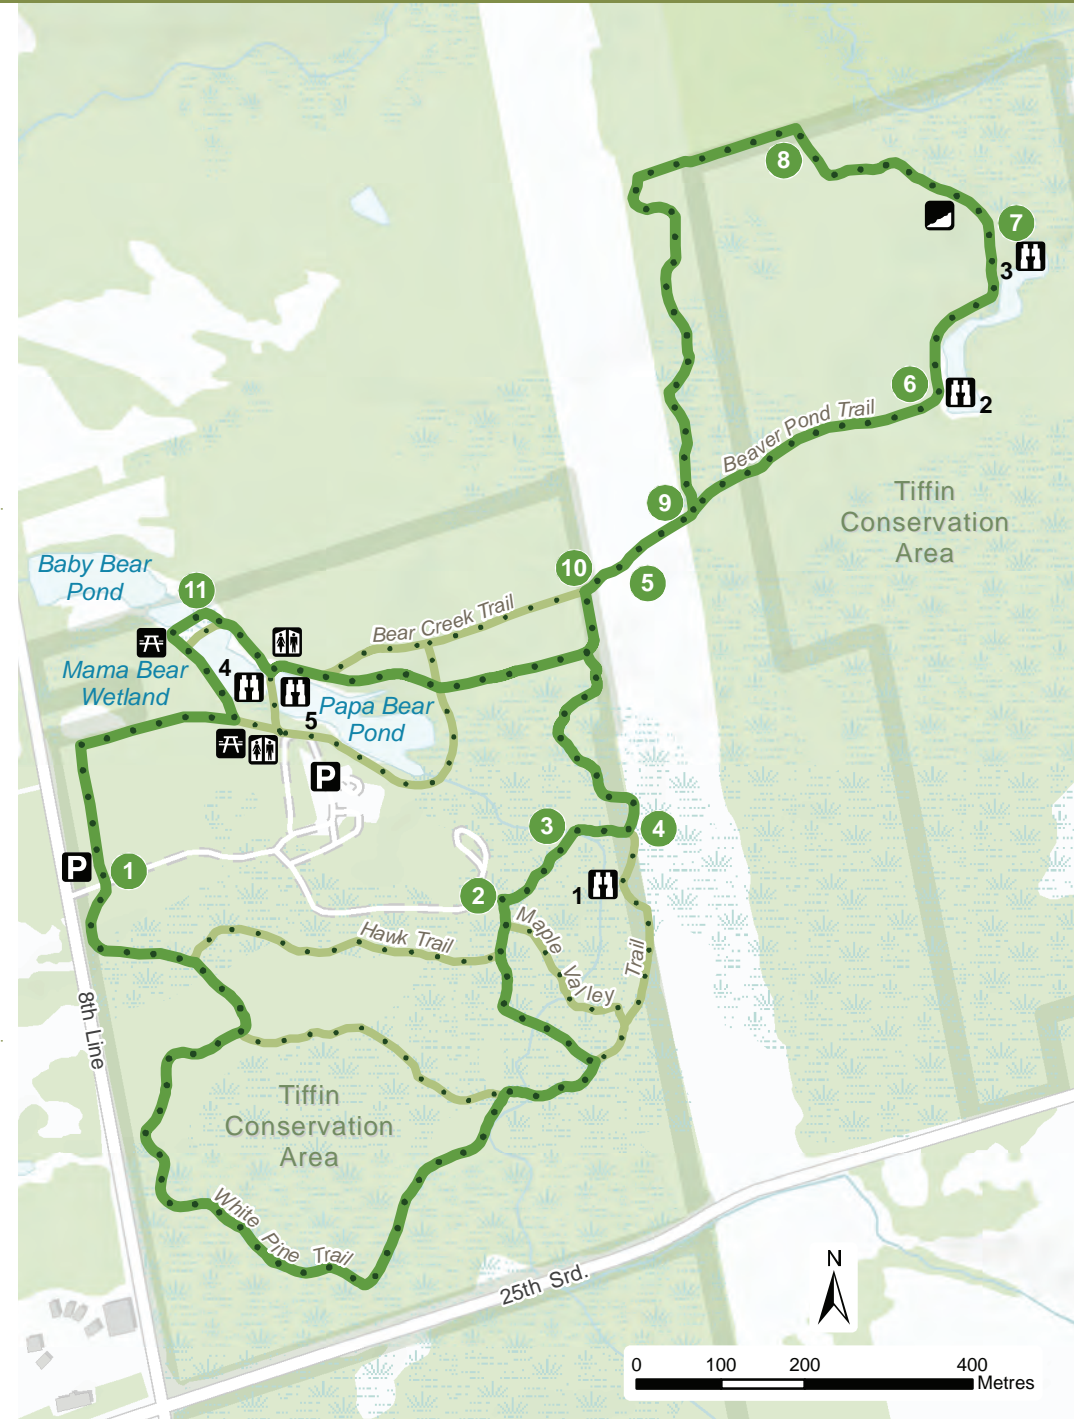 8
7
3
6
2
Beaver Pond Trail
Tiffin
Conservation
Area
9
10
5
Baby Bear
Pond
11
Bear Creek Trail
Mama Bear
Wetland
4
5
Papa Bear
Pond
P
P
1
3
4
2
1
Maple Valley Trail
Hawk Trail
8th Line
Tiffin
Conservation
Area
White Pine Trail
25th Srd.
N
0 100 200 400
Metres